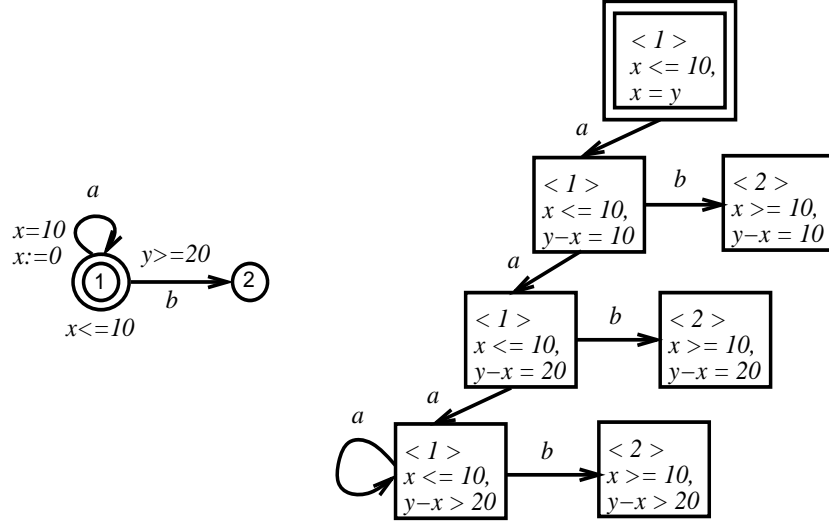 a
x=10
x:=0
y>=20
1
2
b
x<=10
< 1 >
x <= 10,
x = y
a
< 1 >
x <= 10,
y−x = 10
b
< 2 >
x >= 10,
y−x = 10
a
< 1 >
x <= 10,
y−x = 20
b
< 2 >
x >= 10,
y−x = 20
a
a
< 1 >
x <= 10,
y−x > 20
b
< 2 >
x >= 10,
y−x > 20